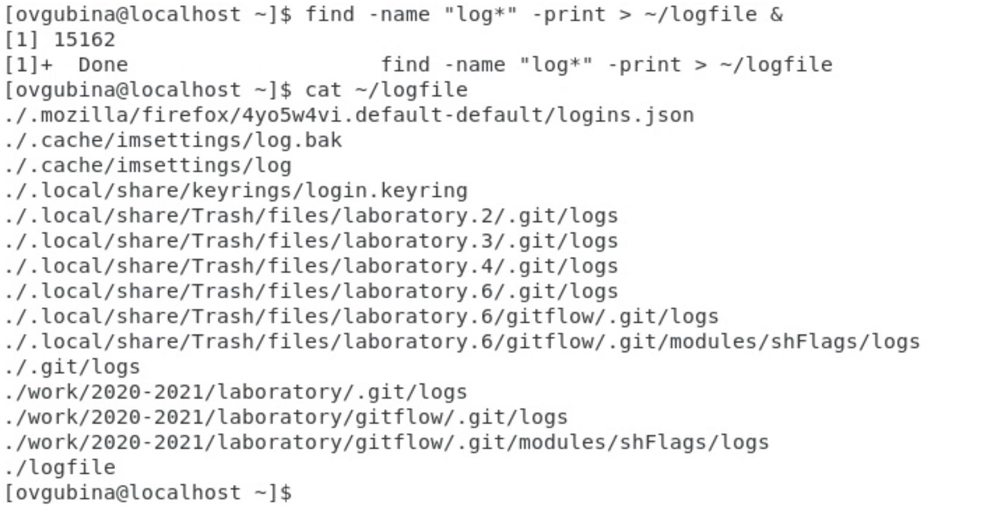 [ovgubina@localhost ~]$ find -name "log*" -print > ~/logfile &
[1] 15162
[1]+  Done                    find -name "log*" -print > ~/logfile
[ovgubina@localhost ~]$ cat ~/logfile
./.mozilla/firefox/4yo5w4vi.default-default/logins.json
./.cache/imsettings/log.bak
./.cache/imsettings/log
./.local/share/keyrings/login.keyring
./.local/share/Trash/files/laboratory.2/.git/logs
./.local/share/Trash/files/laboratory.3/.git/logs
./.local/share/Trash/files/laboratory.4/.git/logs
./.local/share/Trash/files/laboratory.6/.git/logs
./.local/share/Trash/files/laboratory.6/gitflow/.git/logs
./.local/share/Trash/files/laboratory.6/gitflow/.git/modules/shFlags/logs
./.git/logs
./work/2020-2021/laboratory/.git/logs
./work/2020-2021/laboratory/gitflow/.git/logs
./work/2020-2021/laboratory/gitflow/.git/modules/shFlags/logs
./logfile
[ovgubina@localhost ~]$